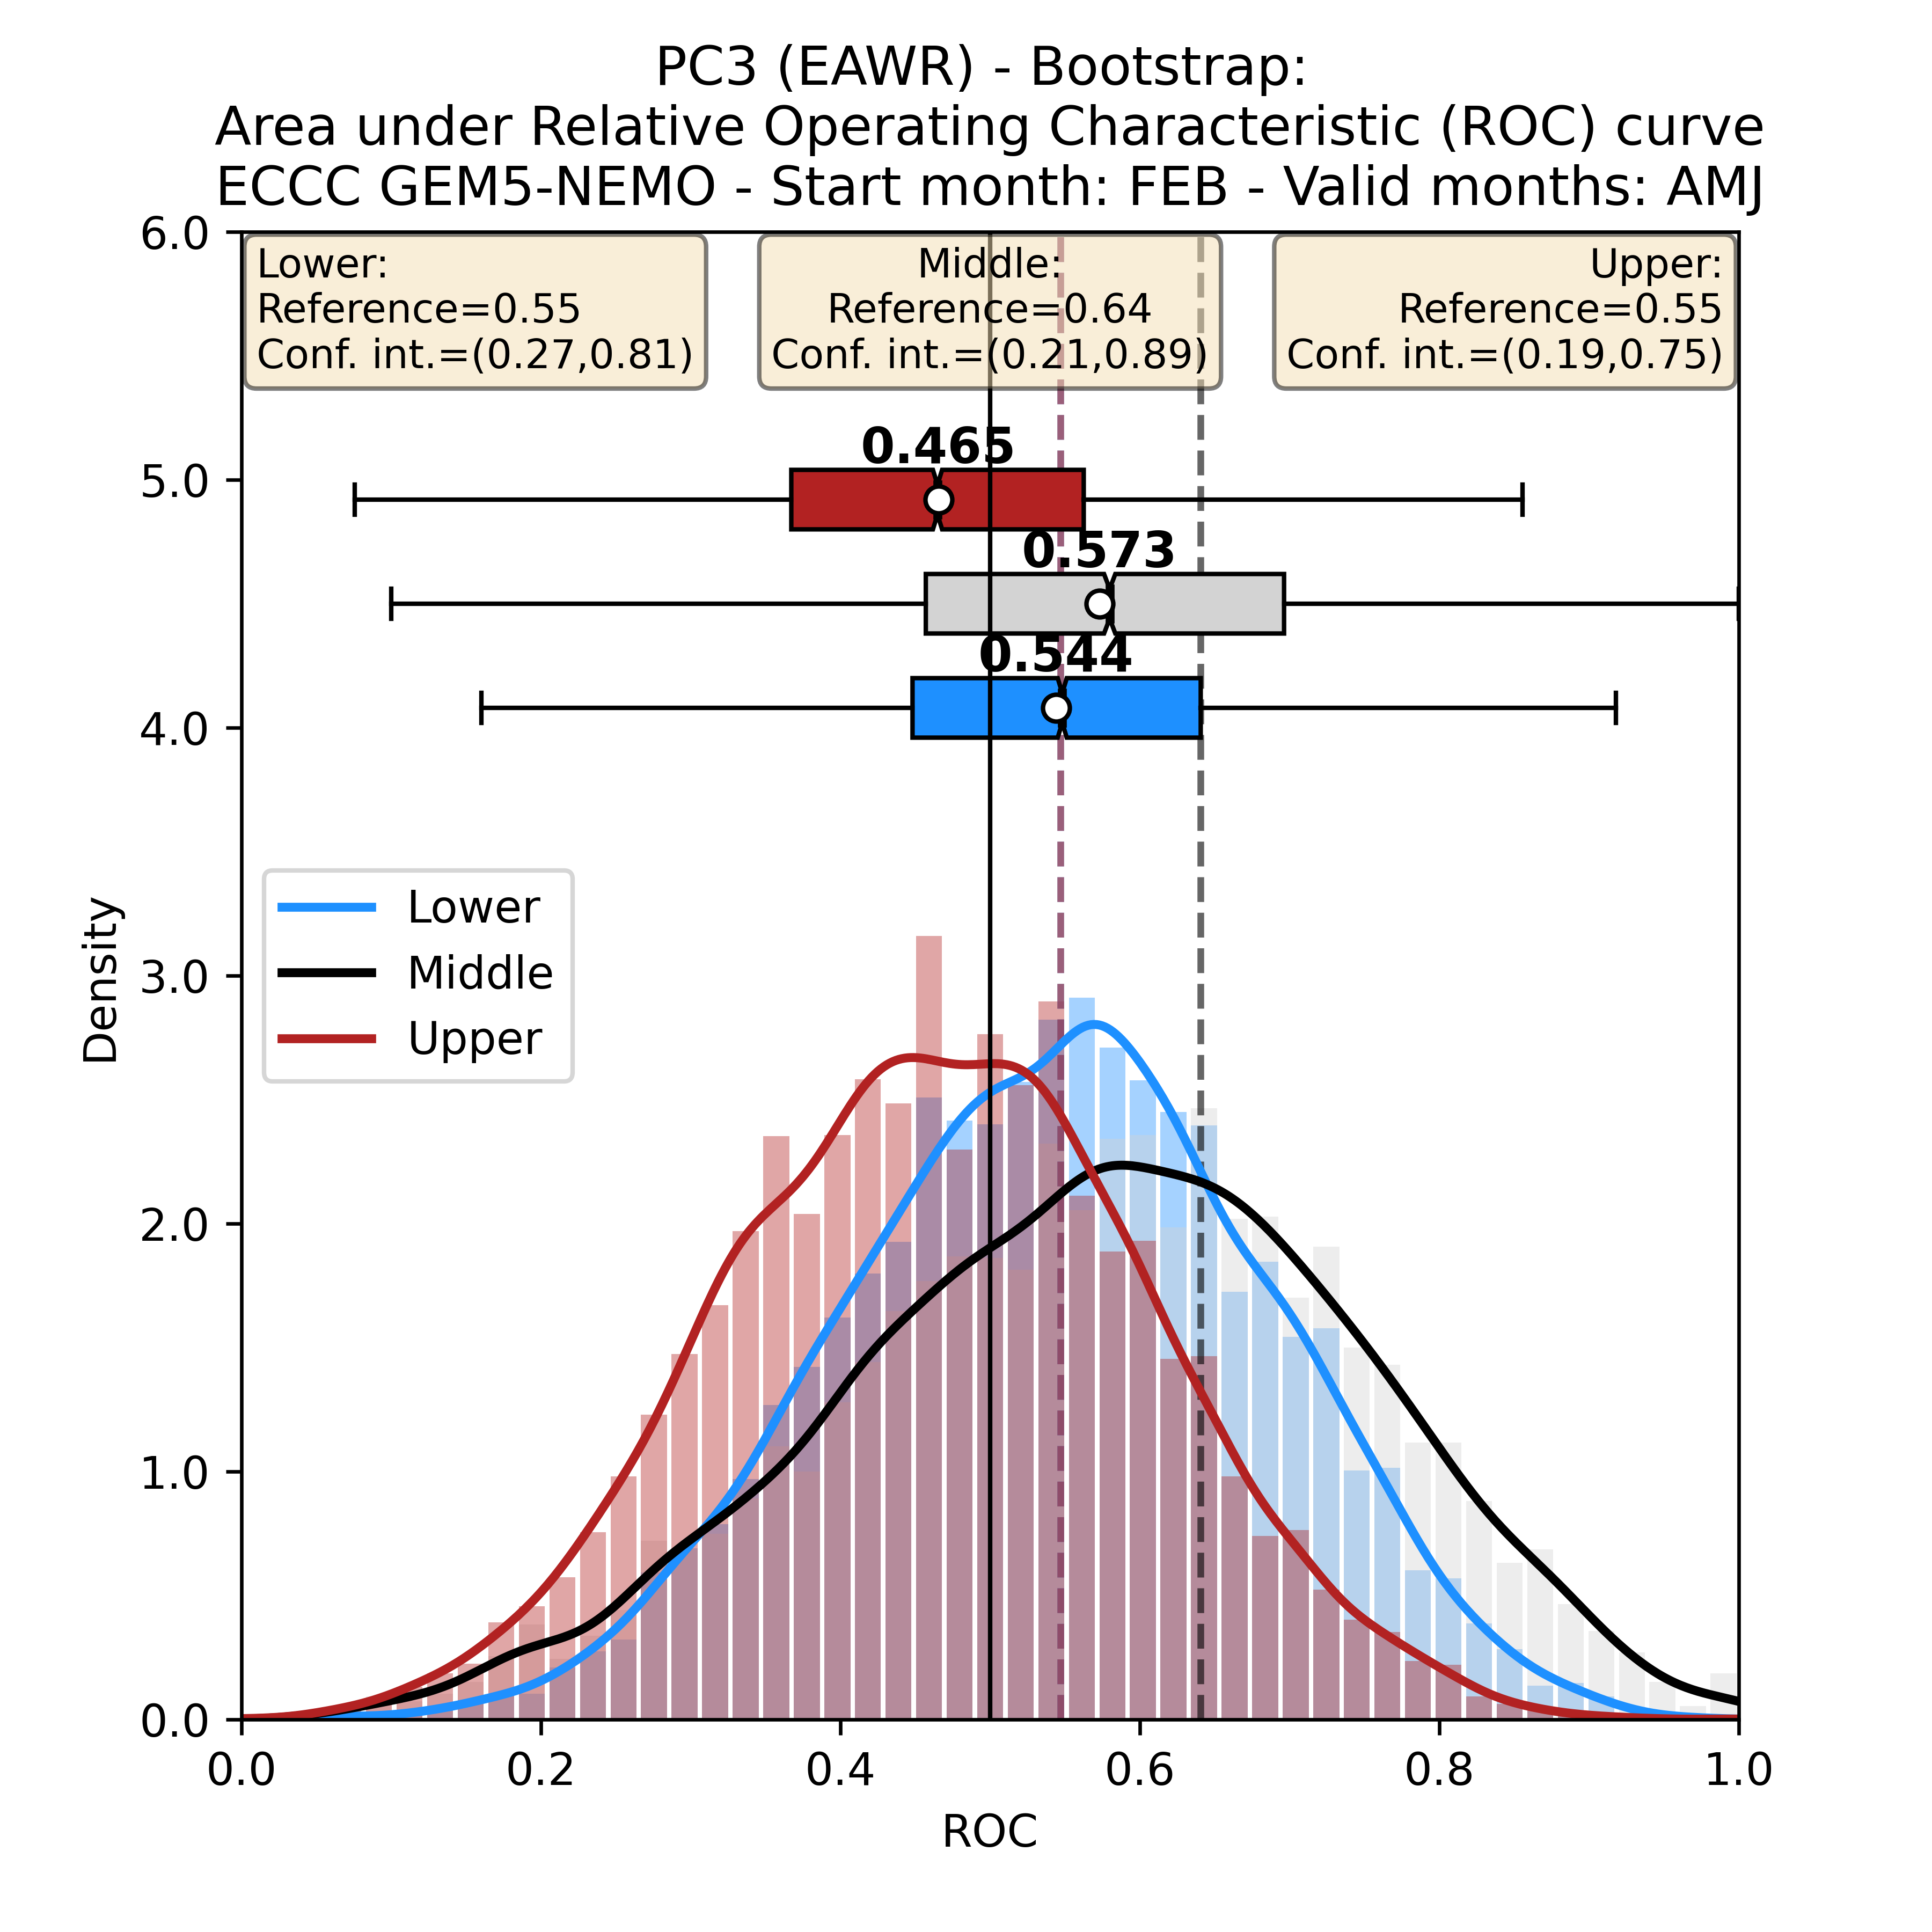 PC3 (EAWR) - Bootstrap:
Area under Relative Operating Characteristic (ROC) curve
ECCC GEM5-NEMO - Start month: FEB - Valid months: AMJ
Lower:
Reference=0.55
Conf. int.=(0.27,0.81)
Middle:
Reference=0.64
Conf. int.=(0.21,0.89)
Upper:
Reference=0.55
Conf. int.=(0.19,0.75)
0.465
0.573
0.544
Lower
Middle
Upper
Density
6.0
5.0
4.0
3.0
2.0
1.0
0.0
0.0 0.2 0.4 0.6 0.8 1.0
ROC